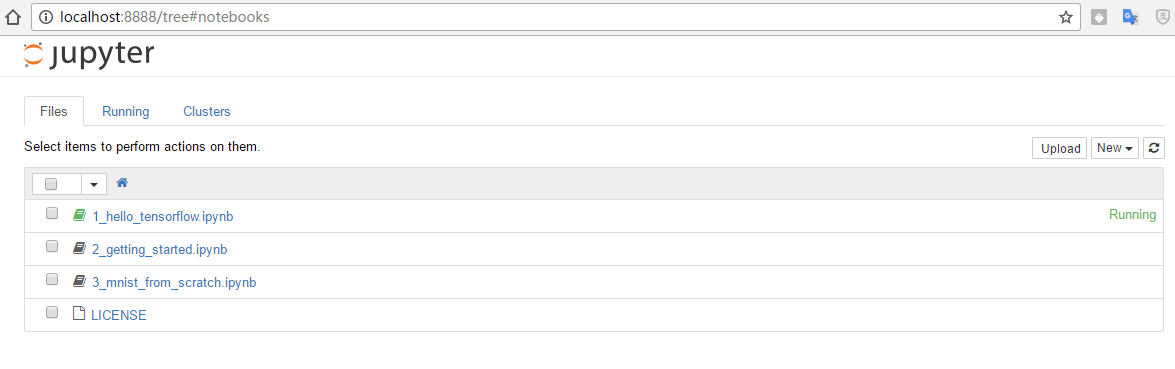 localhost:8888/tree#notebooks
jupyter
Files Running Clusters
Select items to perform actions on them. Upload New
1_hello_tensorflow.ipynb Running
2_getting_started.ipynb
3_mnist_from_scratch.ipynb
LICENSE